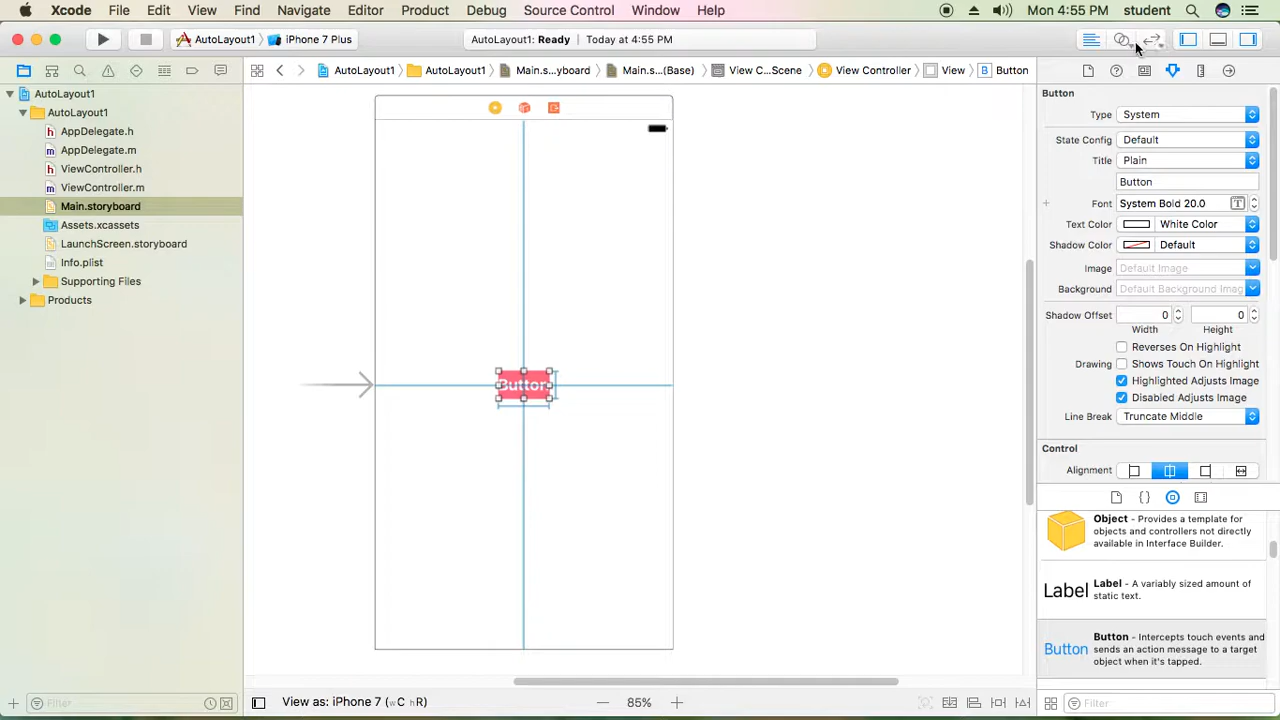 Xcode File Edit View Find Navigate Editor Product Debug Source Control Window Help Mon 4:55 PM student
AutoLayout1 iPhone 7 Plus AutoLayout1: Ready Today at 4:55 PM
AutoLayout1 AutoLayout1 Main.s...yboard Main.s...(Base) View C...Scene View Controller View B Button
AutoLayout1
AutoLayout1
h AppDelegate.h
m AppDelegate.m
h ViewController.h
m ViewController.m
Main.storyboard
Assets.xcassets
LaunchScreen.storyboard
Info.plist
Supporting Files
Products
Button
Button
Type System
State Config Default
Title Plain
Button
Font System Bold 20.0 T
Text Color White Color
Shadow Color Default
Image Default Image
Background Default Background Imag
Shadow Offset 0 0
Width Height
Reverses On Highlight
Drawing Shows Touch On Highlight
Highlighted Adjusts Image
Disabled Adjusts Image
Line Break Truncate Middle
Control
Alignment
Object - Provides a template for
objects and controllers not directly
available in Interface Builder.
Label Label - A variably sized amount of
static text.
Button Button - Intercepts touch events and
sends an action message to a target
object when it's tapped.
Filter View as: iPhone 7 (wC hR) 85% Filter